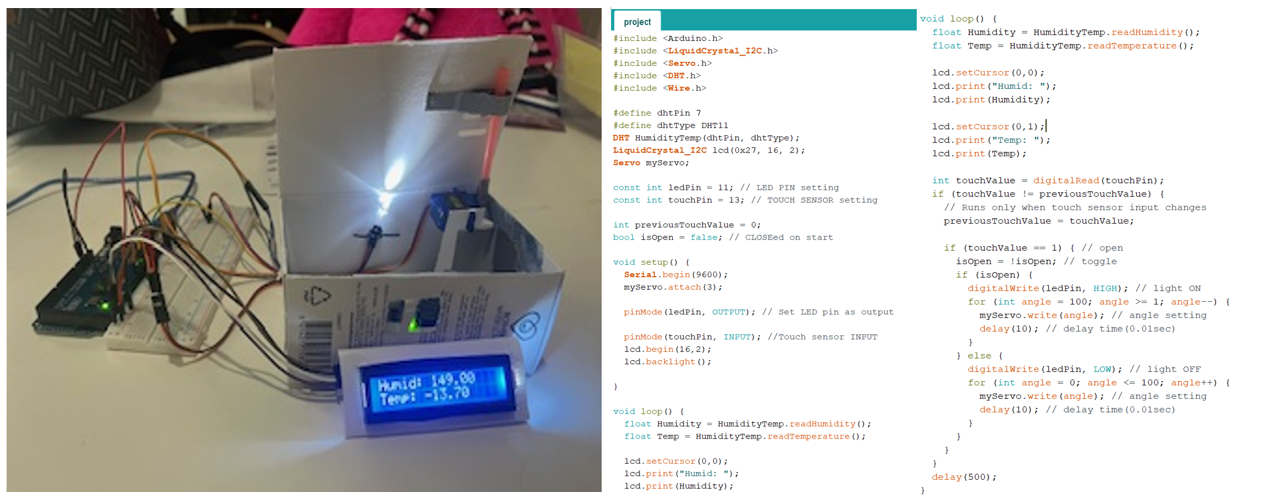 Humid: 149.00
Temp: -13.70
project
#include <Arduino.h>
#include <LiquidCrystal_I2C.h>
#include <Servo.h>
#include <DHT.h>
#include <Wire.h>
#define dhtPin 7
#define dhtType DHT11
DHT HumidityTemp(dhtPin, dhtType);
LiquidCrystal_I2C lcd(0x27, 16, 2);
Servo myServo;
const int ledPin = 11; // LED PIN setting
const int touchPin = 13; // TOUCH SENSOR setting
int previousTouchValue = 0;
bool isOpen = false; // CLOSEed on start
void setup() {
Serial.begin(9600);
myServo.attach(3);
pinMode(ledPin, OUTPUT); // Set LED pin as output
pinMode(touchPin, INPUT); //Touch sensor INPUT
lcd.begin(16,2);
lcd.backlight();
}
void loop() {
float Humidity = HumidityTemp.readHumidity();
float Temp = HumidityTemp.readTemperature();
lcd.setCursor(0,0);
lcd.print("Humid: ");
lcd.print(Humidity);
void loop() {
float Humidity = HumidityTemp.readHumidity();
float Temp = HumidityTemp.readTemperature();
lcd.setCursor(0,0);
lcd.print("Humid: ");
lcd.print(Humidity);
lcd.setCursor(0,1);
lcd.print("Temp: ");
lcd.print(Temp);
int touchValue = digitalRead(touchPin);
if (touchValue != previousTouchValue) {
// Runs only when touch sensor input changes
previousTouchValue = touchValue;
if (touchValue == 1) { // open
isOpen = !isOpen; // toggle
if (isOpen) {
digitalWrite(ledPin, HIGH); // light ON
for (int angle = 100; angle >= 1; angle--) {
myServo.write(angle); // angle setting
delay(10); // delay time(0.01sec)
}
} else {
digitalWrite(ledPin, LOW); // light OFF
for (int angle = 0; angle <= 100; angle++) {
myServo.write(angle); // angle setting
delay(10); // delay time(0.01sec)
}
}
}
}
delay(500);
}